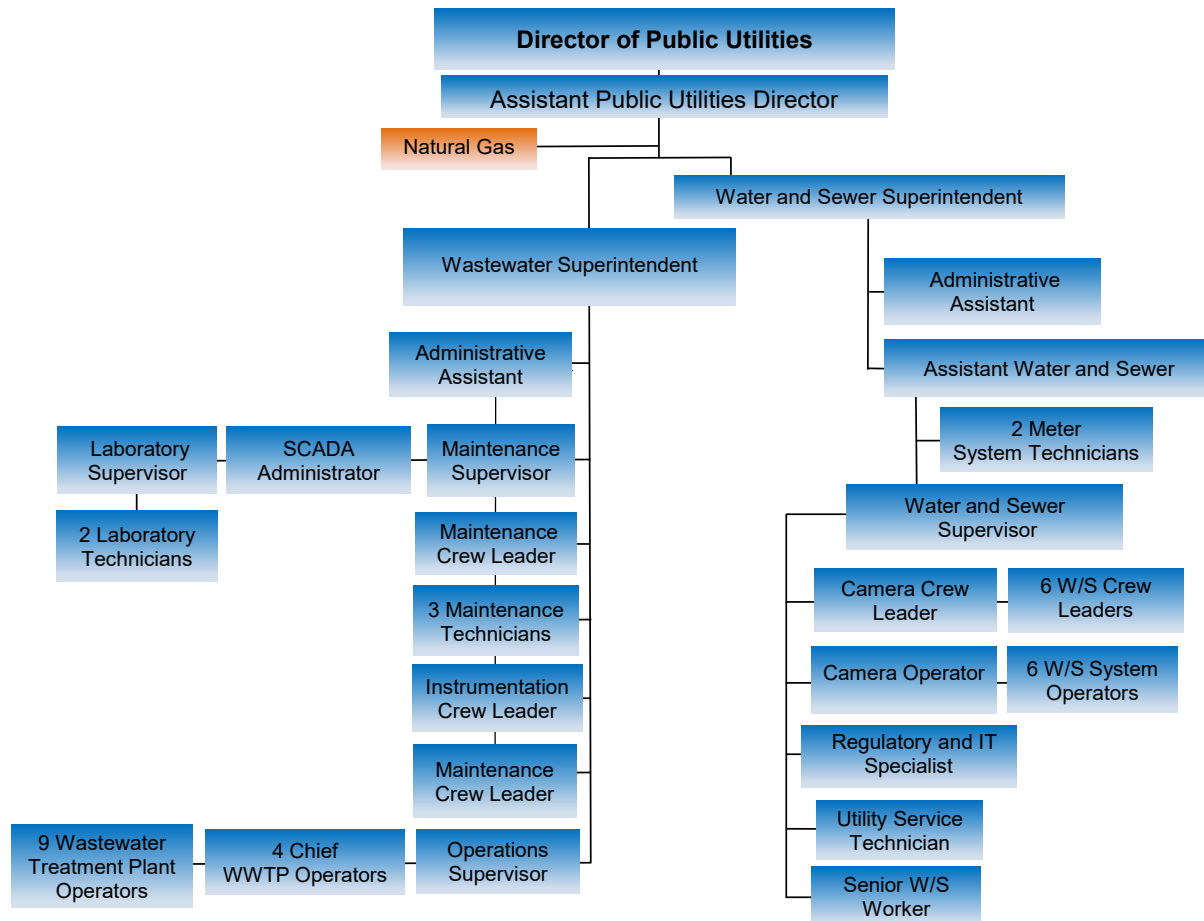 Director of Public Utilities
Assistant Public Utilities Director
Natural Gas
Water and Sewer Superintendent
Wastewater Superintendent
Administrative
Assistant
Assistant Water and Sewer
2 Meter
System Technicians
Water and Sewer
Supervisor
Camera Crew
Leader
6 W/S Crew
Leaders
Camera Operator
6 W/S System
Operators
Regulatory and IT
Specialist
Utility Service
Technician
Senior W/S
Worker
Administrative
Assistant
Laboratory
Supervisor
SCADA
Administrator
Maintenance
Supervisor
2 Laboratory
Technicians
Maintenance
Crew Leader
3 Maintenance
Technicians
Instrumentation
Crew Leader
Maintenance
Crew Leader
9 Wastewater
Treatment Plant
Operators
4 Chief
WWTP Operators
Operations
Supervisor